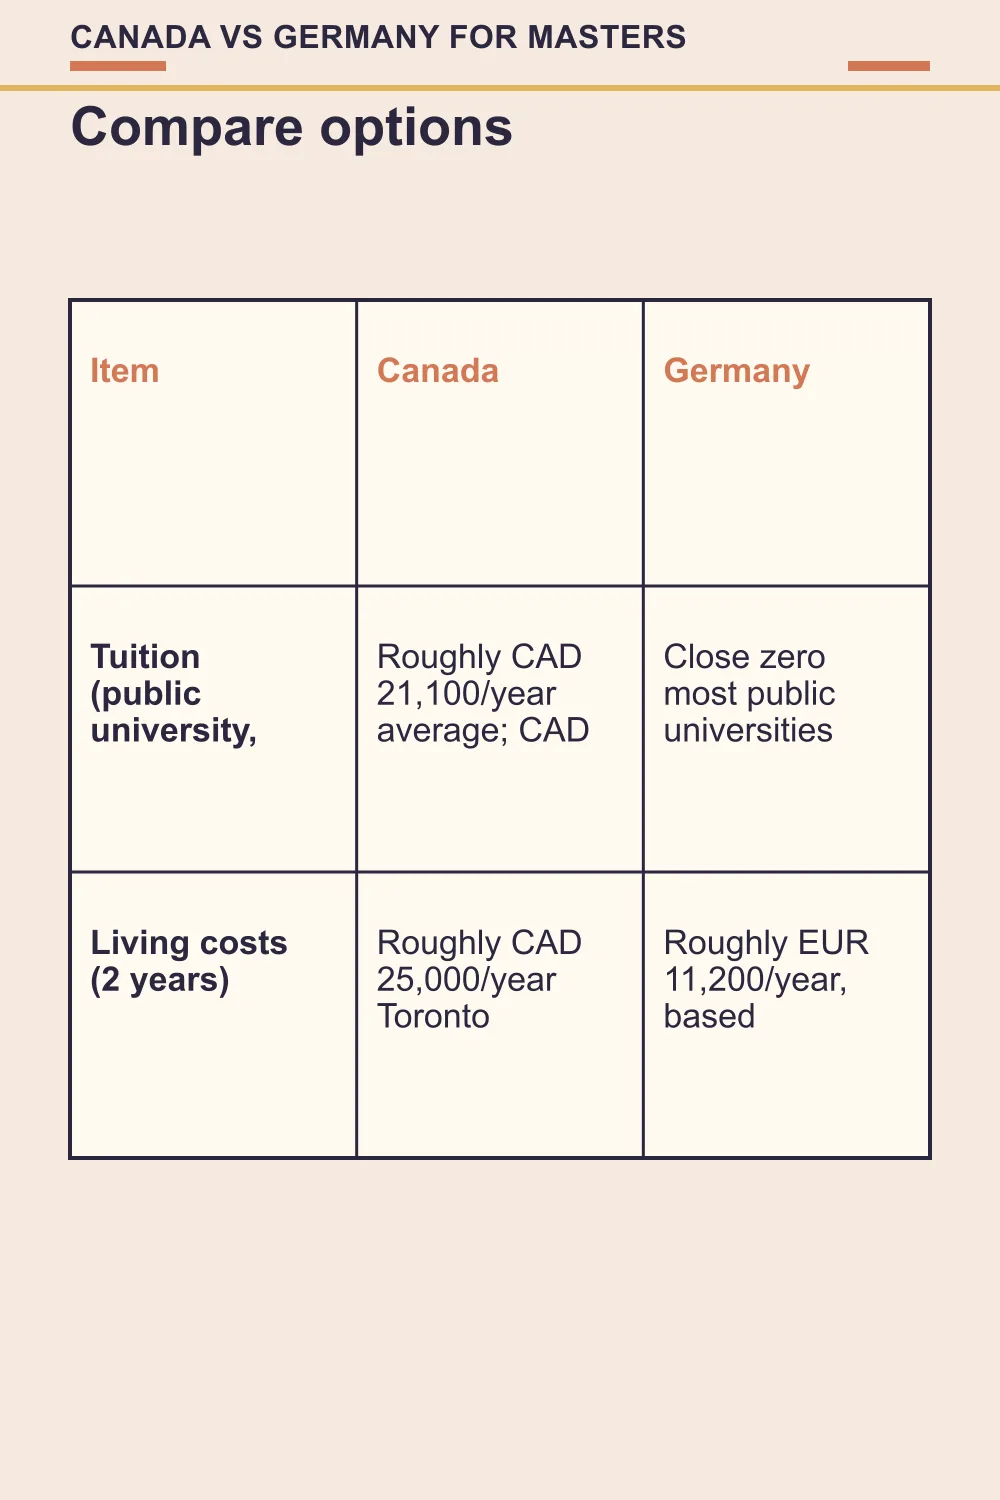 CANADA VS GERMANY FOR MASTERS
Compare options
Item
Canada
Germany
Tuition
(public
university,
Roughly CAD
21,100/year
average; CAD
Close zero
most public
universities
Living costs
(2 years)
Roughly CAD
25,000/year
Toronto
Roughly EUR
11,200/year,
based